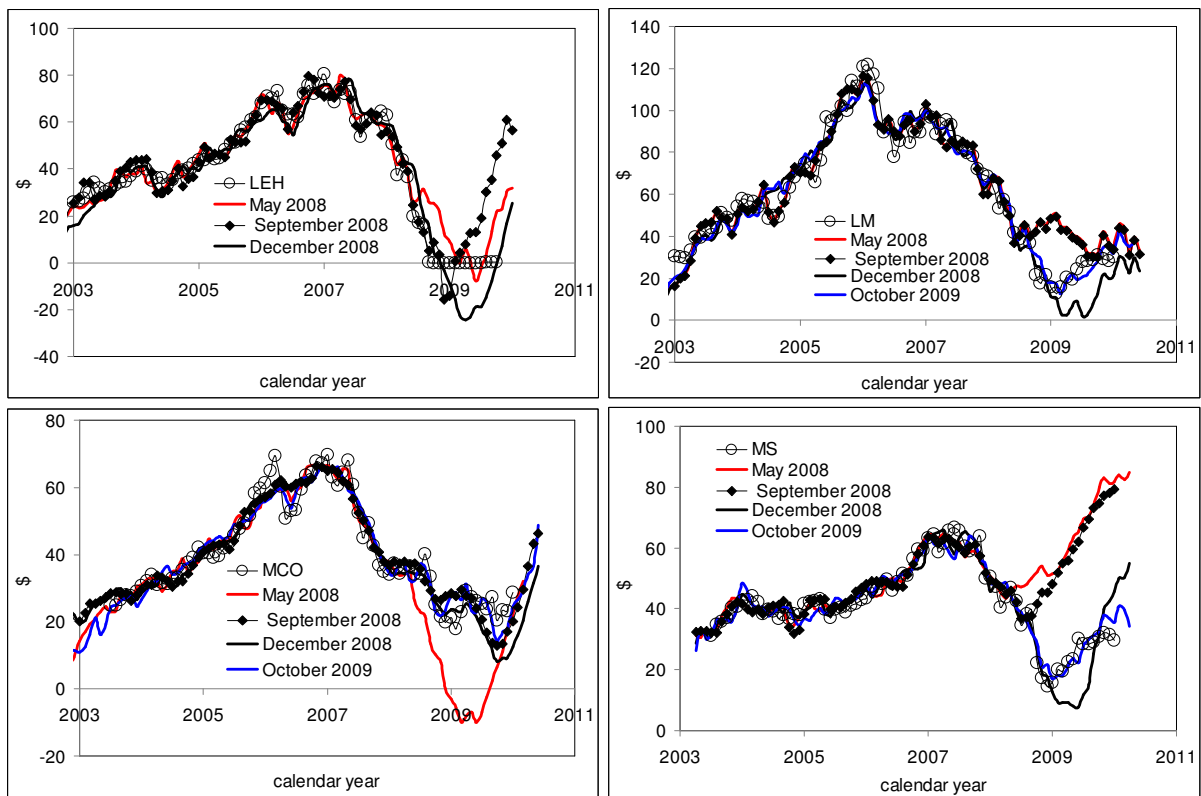 100
80
60
40
20
0
-20
-40
$
2003
2005
2007
2009
2011
calendar year
LEH
May 2008
September 2008
December 2008
140
120
100
80
60
40
20
0
-20
$
2003
2005
2007
2009
2011
calendar year
LM
May 2008
September 2008
December 2008
October 2009
80
60
40
20
0
-20
$
2003
2005
2007
2009
2011
calendar year
MCO
May 2008
September 2008
December 2008
October 2009
100
80
60
40
20
0
$
2003
2005
2007
2009
2011
calendar year
MS
May 2008
September 2008
December 2008
October 2009